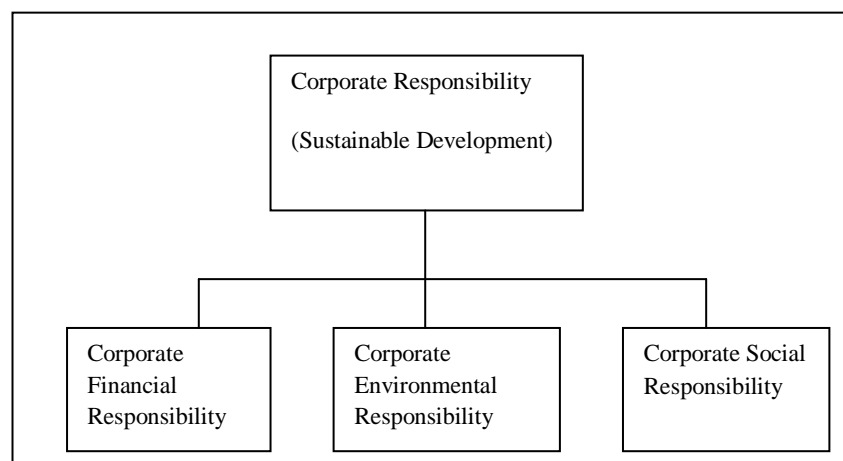 Corporate Responsibility
(Sustainable Development)
Corporate
Financial
Responsibility
Corporate
Environmental
Responsibility
Corporate Social
Responsibility